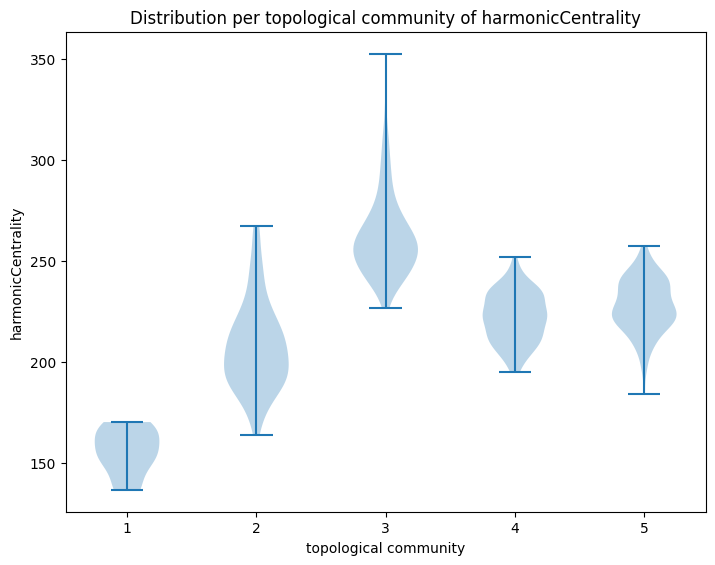 Distribution per topological community of harmonicCentrality
350
300
250
200
150
harmonicCentrality
1 2 3 4 5
topological community